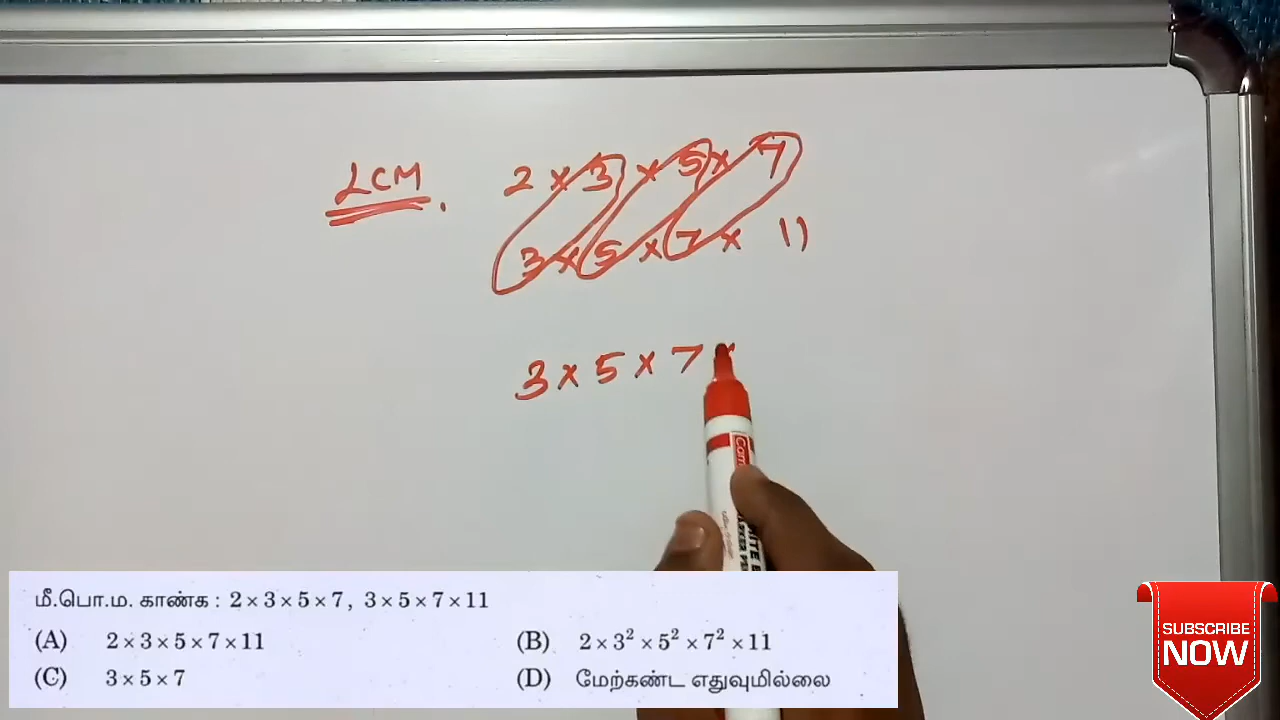 LCM. 2 × 3 × 5 × 7
3 × 5 × 7 × 11
3 × 5 × 7 ×
மீ.பொ.ம. காண்க : 2 × 3 × 5 × 7, 3 × 5 × 7 × 11
(A) 2 × 3 × 5 × 7 × 11 (B) 2 × 3² × 5² × 7² × 11
(C) 3 × 5 × 7 (D) மேற்கண்ட எதுவுமில்லை
SUBSCRIBE
NOW